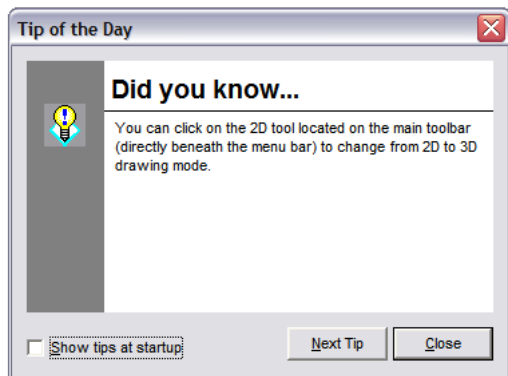 Tip of the Day
Did you know...
You can click on the 2D tool located on the main toolbar
(directly beneath the menu bar) to change from 2D to 3D
drawing mode.
Show tips at startup
Next Tip
Close